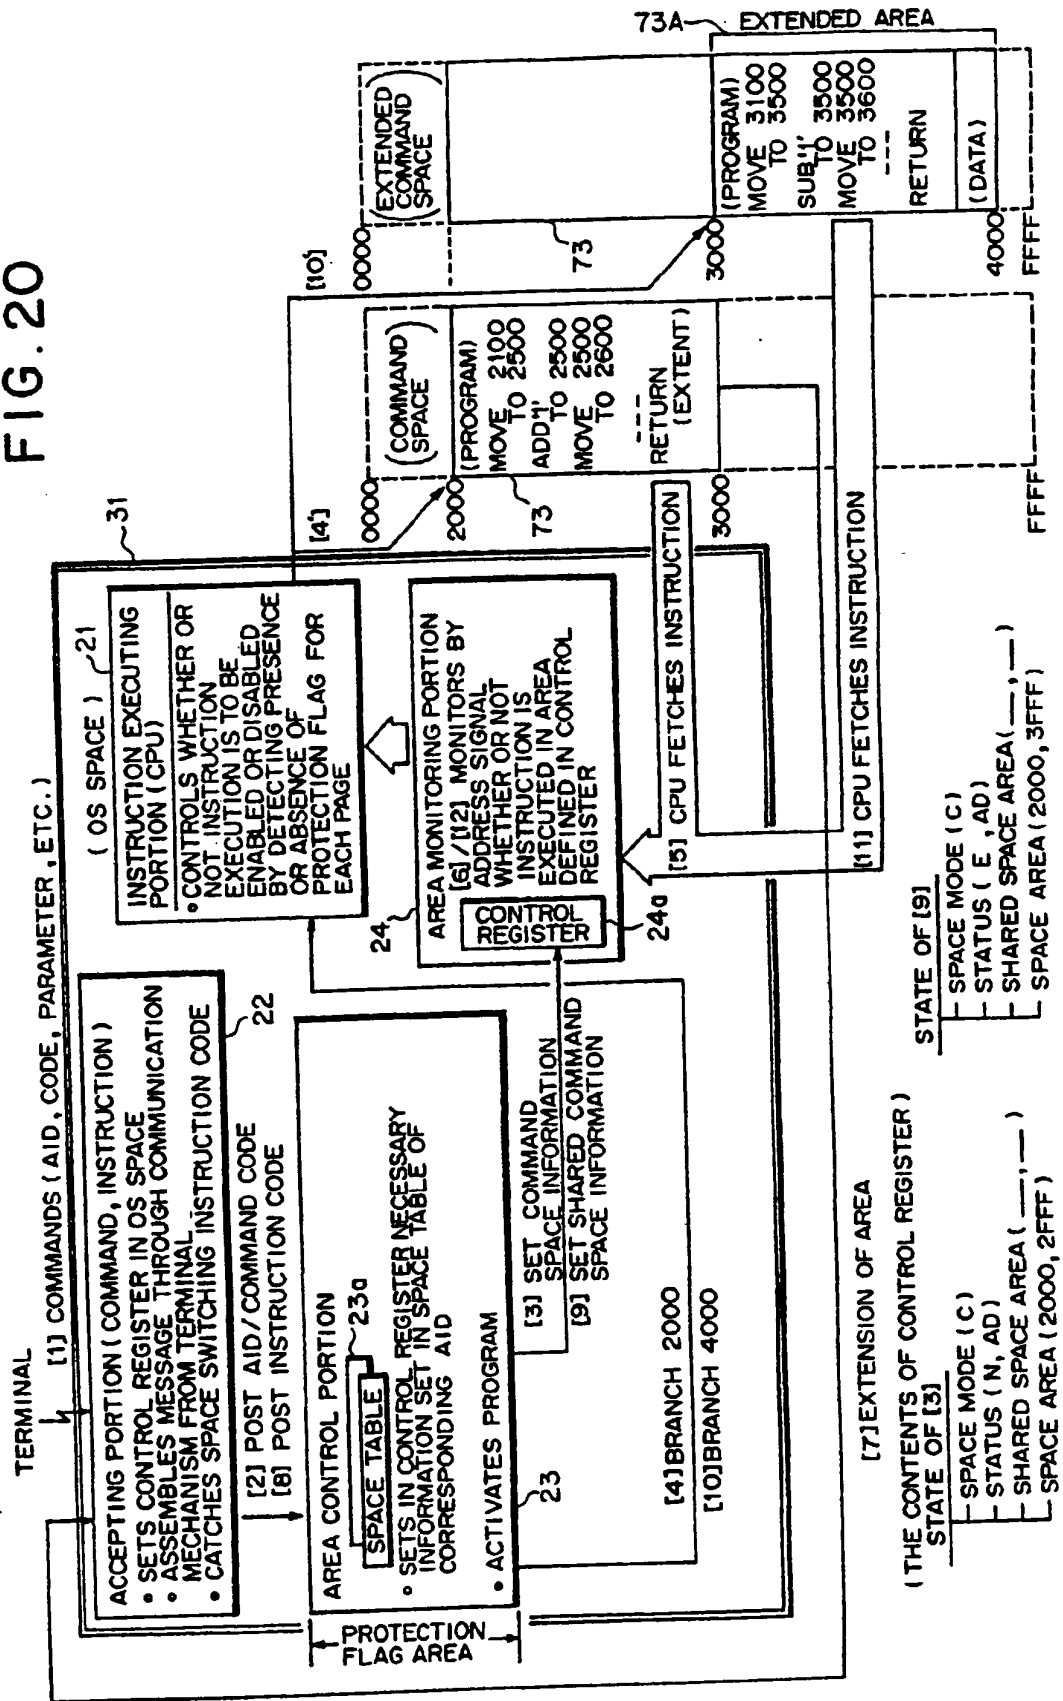 FIG. 20
TERMINAL
[1] COMMANDS (AID, CODE, PARAMETER, ETC.)
31
ACCEPTING PORTION (COMMAND, INSTRUCTION)
• SETS CONTROL REGISTER IN OS SPACE
• ASSEMBLES MESSAGE THROUGH COMMUNICATION
MECHANISM FROM TERMINAL
• CATCHES SPACE SWITCHING INSTRUCTION CODE
22
[2] POST AID/COMMAND CODE
[8] POST INSTRUCTION CODE
PROTECTION
FLAG AREA
AREA CONTROL PORTION
23a
SPACE TABLE
• SETS IN CONTROL REGISTER NECESSARY
INFORMATION SET IN SPACE TABLE OF
CORRESPONDING AID
• ACTIVATES PROGRAM
23
[3] SET COMMAND
SPACE INFORMATION
[9] SET SHARED COMMAND
SPACE INFORMATION
[4] BRANCH 2000
[10] BRANCH 4000
(OS SPACE)
21
INSTRUCTION EXECUTING
PORTION (CPU)
• CONTROLS WHETHER OR
NOT INSTRUCTION
EXECUTION IS TO BE
ENABLED OR DISABLED
BY DETECTING PRESENCE
OR ABSENCE OF
PROTECTION FLAG FOR
EACH PAGE
24
AREA MONITORING PORTION
[6]/[12] MONITORS BY
ADDRESS SIGNAL
WHETHER OR NOT
INSTRUCTION IS
EXECUTED IN AREA
DEFINED IN CONTROL
REGISTER
CONTROL
REGISTER
24a
[5] CPU FETCHES INSTRUCTION
[11] CPU FETCHES INSTRUCTION
[4']
0000
(COMMAND
SPACE)
2000
(PROGRAM)
MOVE 2100
TO 2500
ADD"1"
TO 2500
MOVE 2500
TO 2600
---
RETURN
(EXTENT)
73
3000
FFFF
[10']
0000
(EXTENDED
COMMAND
SPACE)
73
3000
73A
EXTENDED AREA
(PROGRAM)
MOVE 3100
TO 3500
SUB"1"
TO 3500
MOVE 3500
TO 3600
---
RETURN
(DATA)
4000
FFFF
[7] EXTENSION OF AREA
(THE CONTENTS OF CONTROL REGISTER)
STATE OF [3]
SPACE MODE (C)
STATUS (N, AD)
SHARED SPACE AREA (__, __)
SPACE AREA (2000, 2FFF)
STATE OF [9]
SPACE MODE (C)
STATUS (E, AD)
SHARED SPACE AREA (__, __)
SPACE AREA (2000, 3FFF)